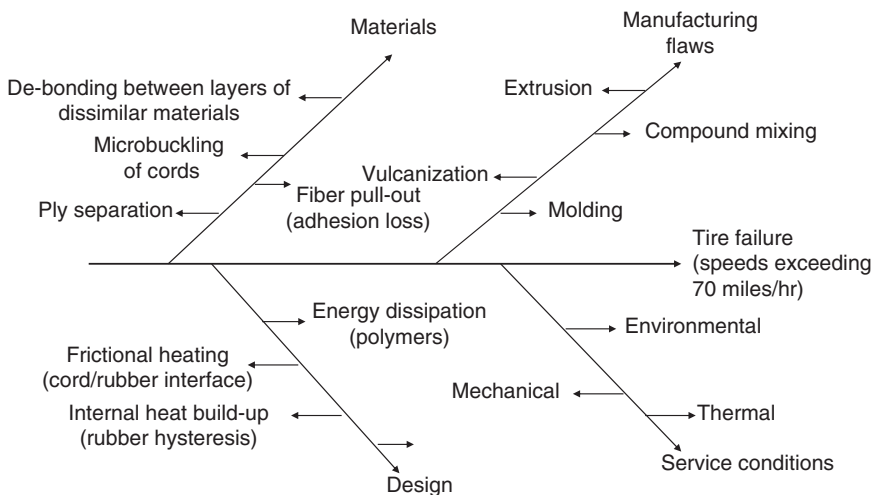 Materials
Manufacturing
flaws
De-bonding between layers of
dissimilar materials
Extrusion
Compound mixing
Microbuckling
of cords
Vulcanization
Fiber pull-out
(adhesion loss)
Ply separation
Molding
Tire failure
(speeds exceeding
70 miles/hr)
Energy dissipation
(polymers)
Environmental
Frictional heating
(cord/rubber interface)
Mechanical
Internal heat build-up
(rubber hysteresis)
Thermal
Design
Service conditions